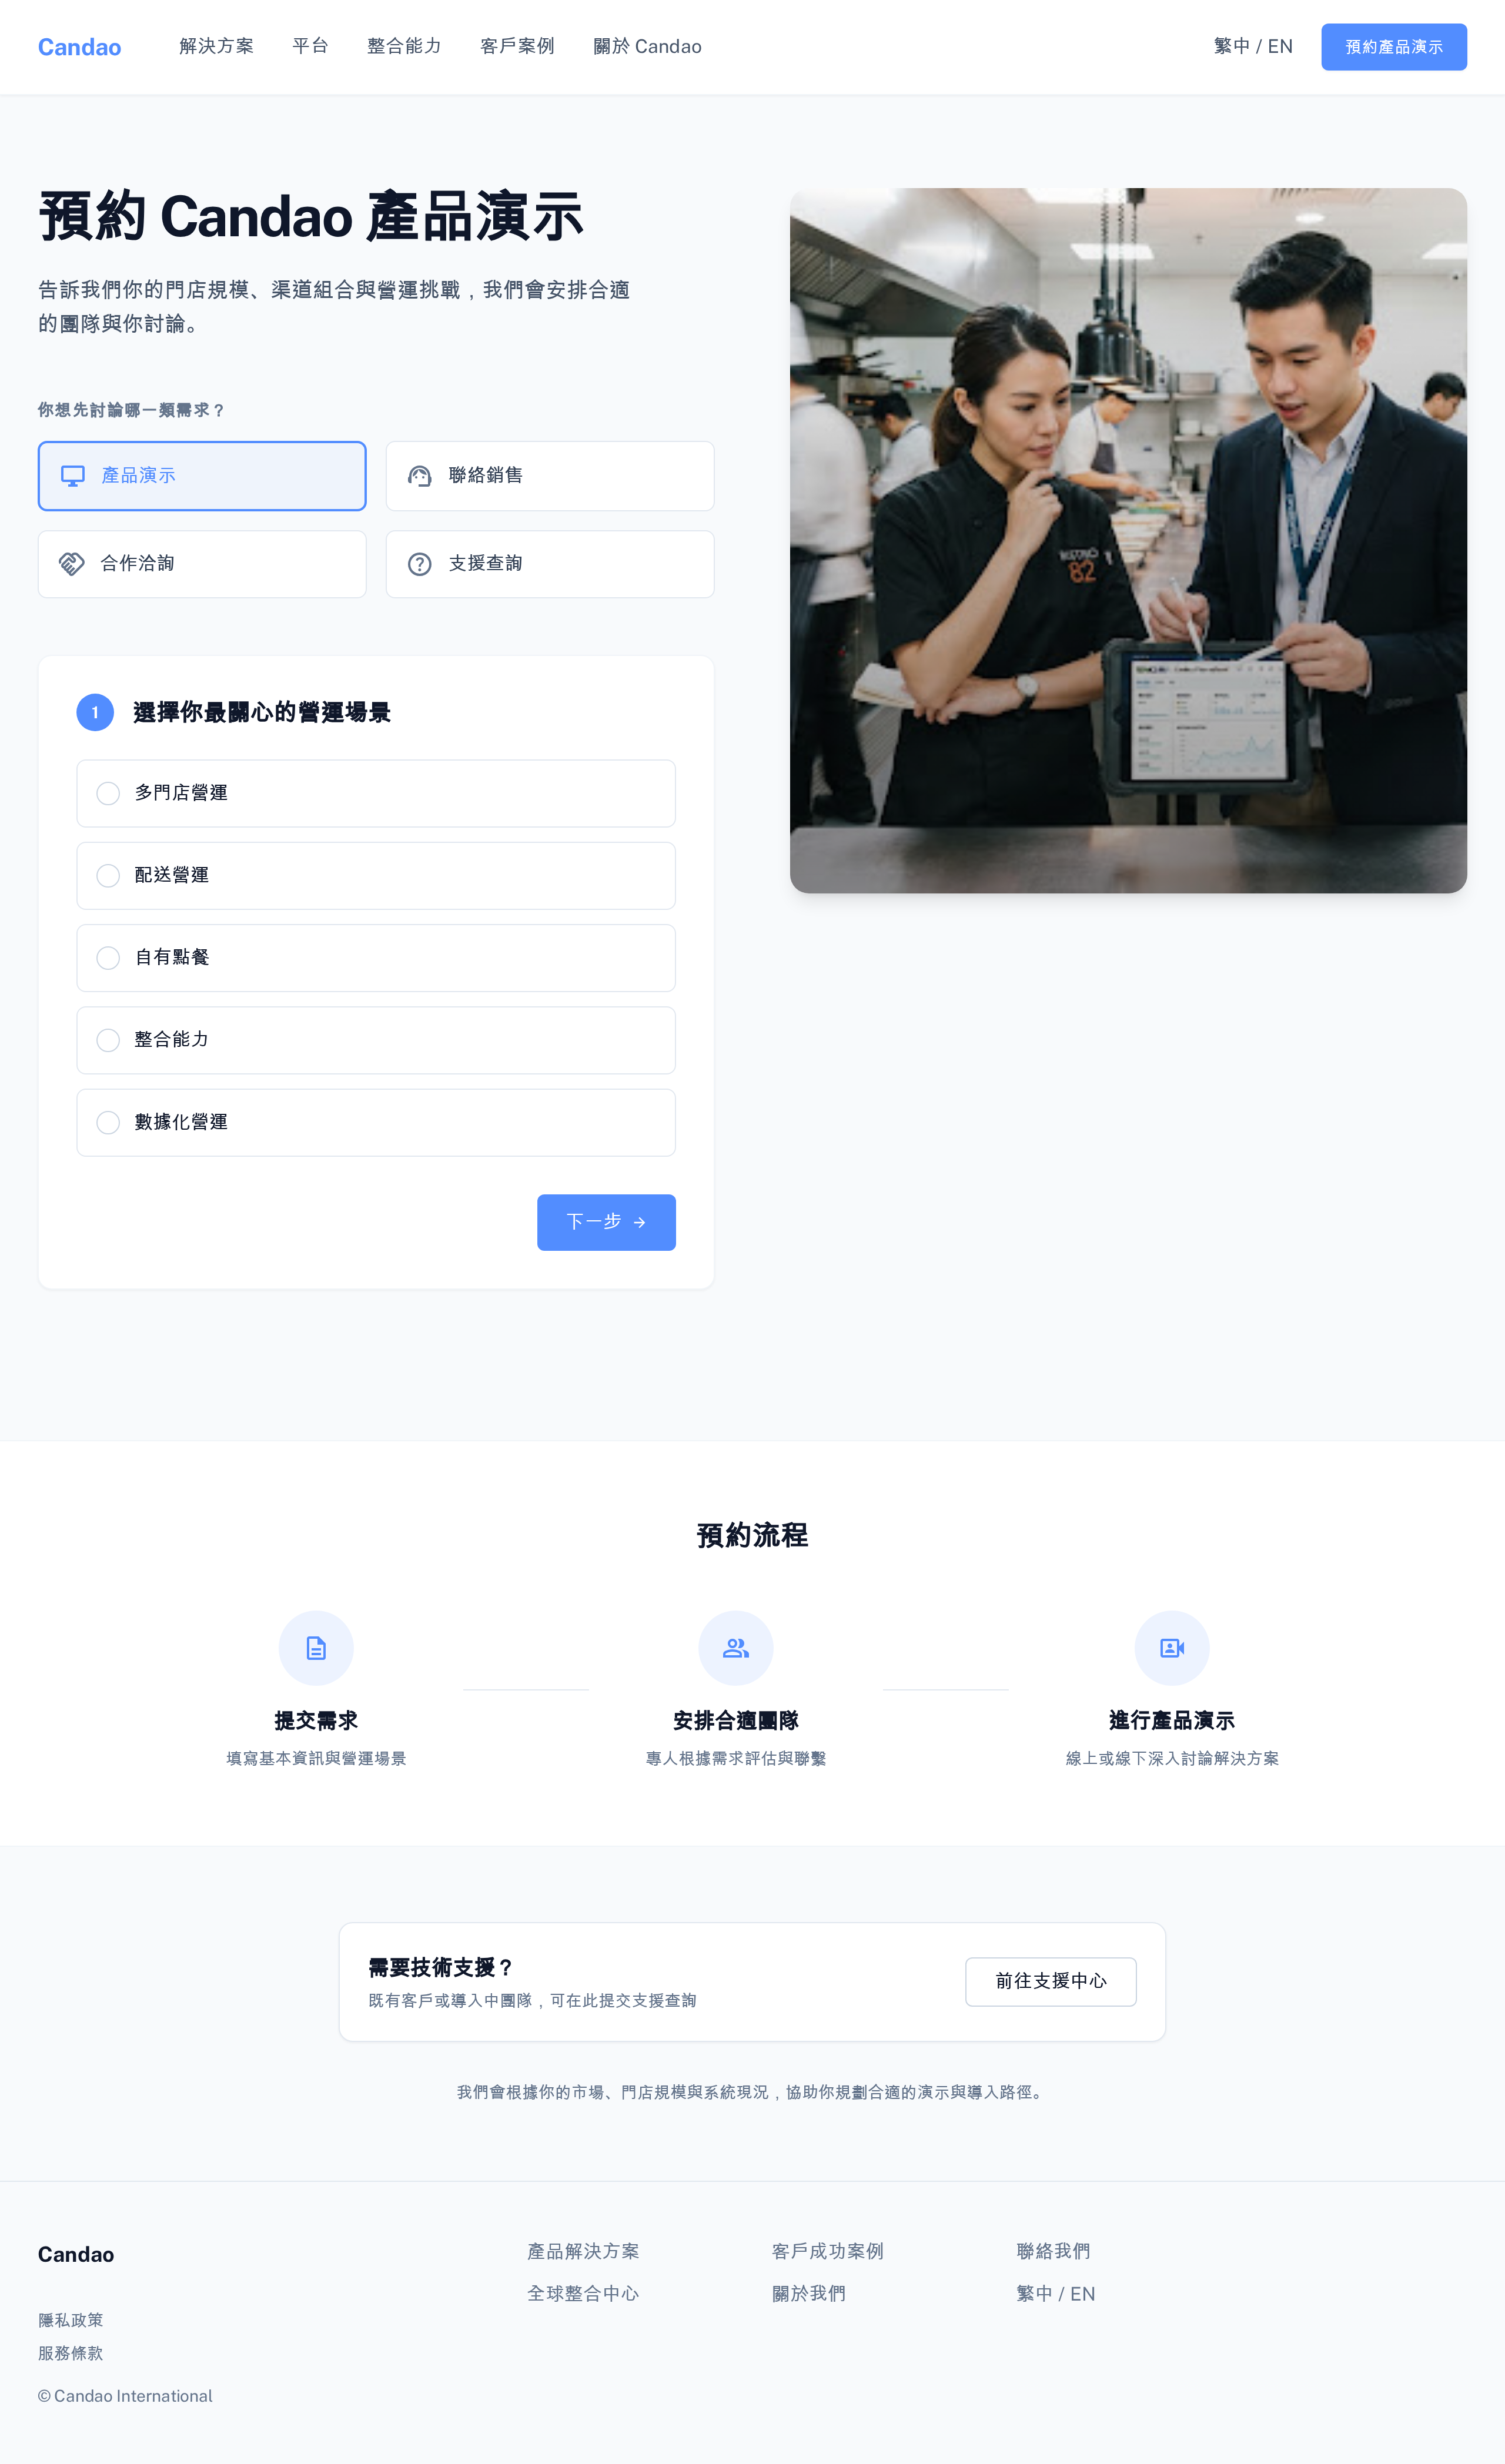 Candao
解決方案
平台
整合能力
客戶案例
關於 Candao
繁中 / EN
預約產品演示
預約 Candao 產品演示
告訴我們你的門店規模、渠道組合與營運挑戰，我們會安排合適
的團隊與你討論。
你想先討論哪一類需求？
產品演示
聯絡銷售
合作洽詢
支援查詢
82
1
選擇你最關心的營運場景
多門店營運
配送營運
自有點餐
整合能力
數據化營運
下一步 →
預約流程
提交需求
填寫基本資訊與營運場景
安排合適團隊
專人根據需求評估與聯繫
進行產品演示
線上或線下深入討論解決方案
需要技術支援？
既有客戶或導入中團隊，可在此提交支援查詢
前往支援中心
我們會根據你的市場、門店規模與系統現況，協助你規劃合適的演示與導入路徑。
Candao
隱私政策
服務條款
© Candao International
產品解決方案
全球整合中心
客戶成功案例
關於我們
聯絡我們
繁中 / EN